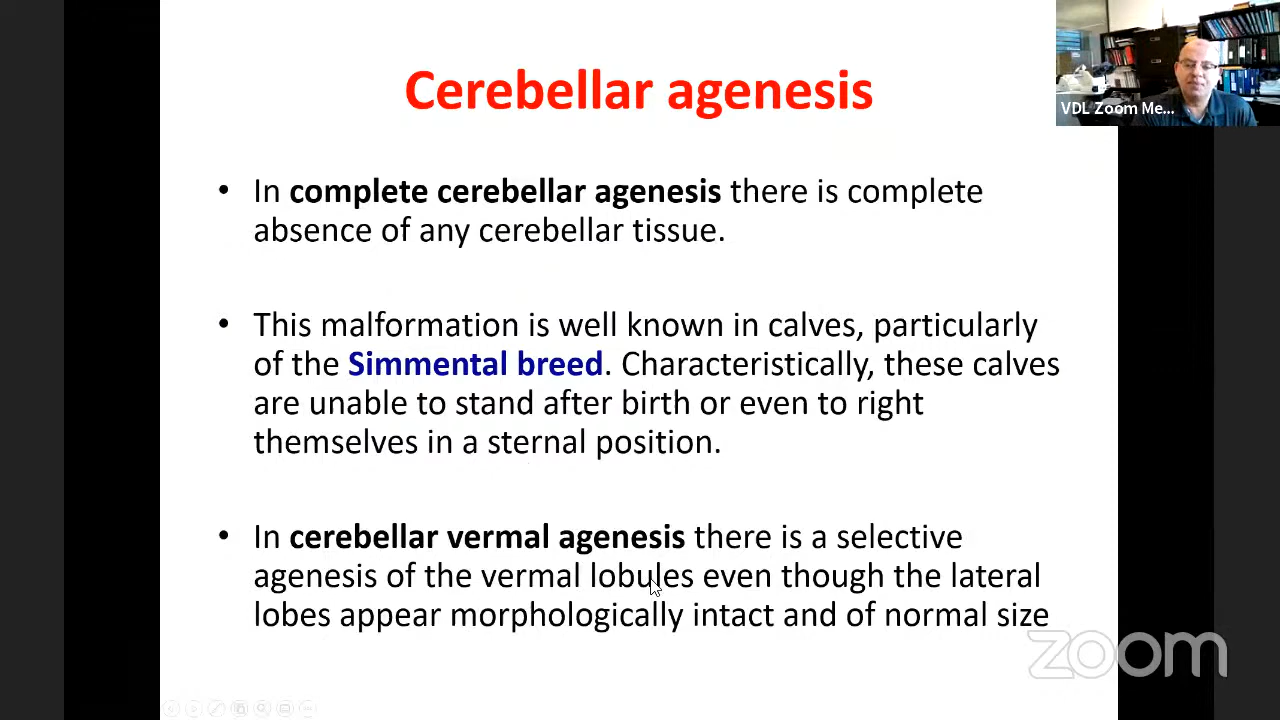 Cerebellar agenesis
VDL Zoom Me...
• In complete cerebellar agenesis there is complete
absence of any cerebellar tissue.
• This malformation is well known in calves, particularly
of the Simmental breed. Characteristically, these calves
are unable to stand after birth or even to right
themselves in a sternal position.
• In cerebellar vermal agenesis there is a selective
agenesis of the vermal lobules even though the lateral
lobes appear morphologically intact and of normal size
zoom